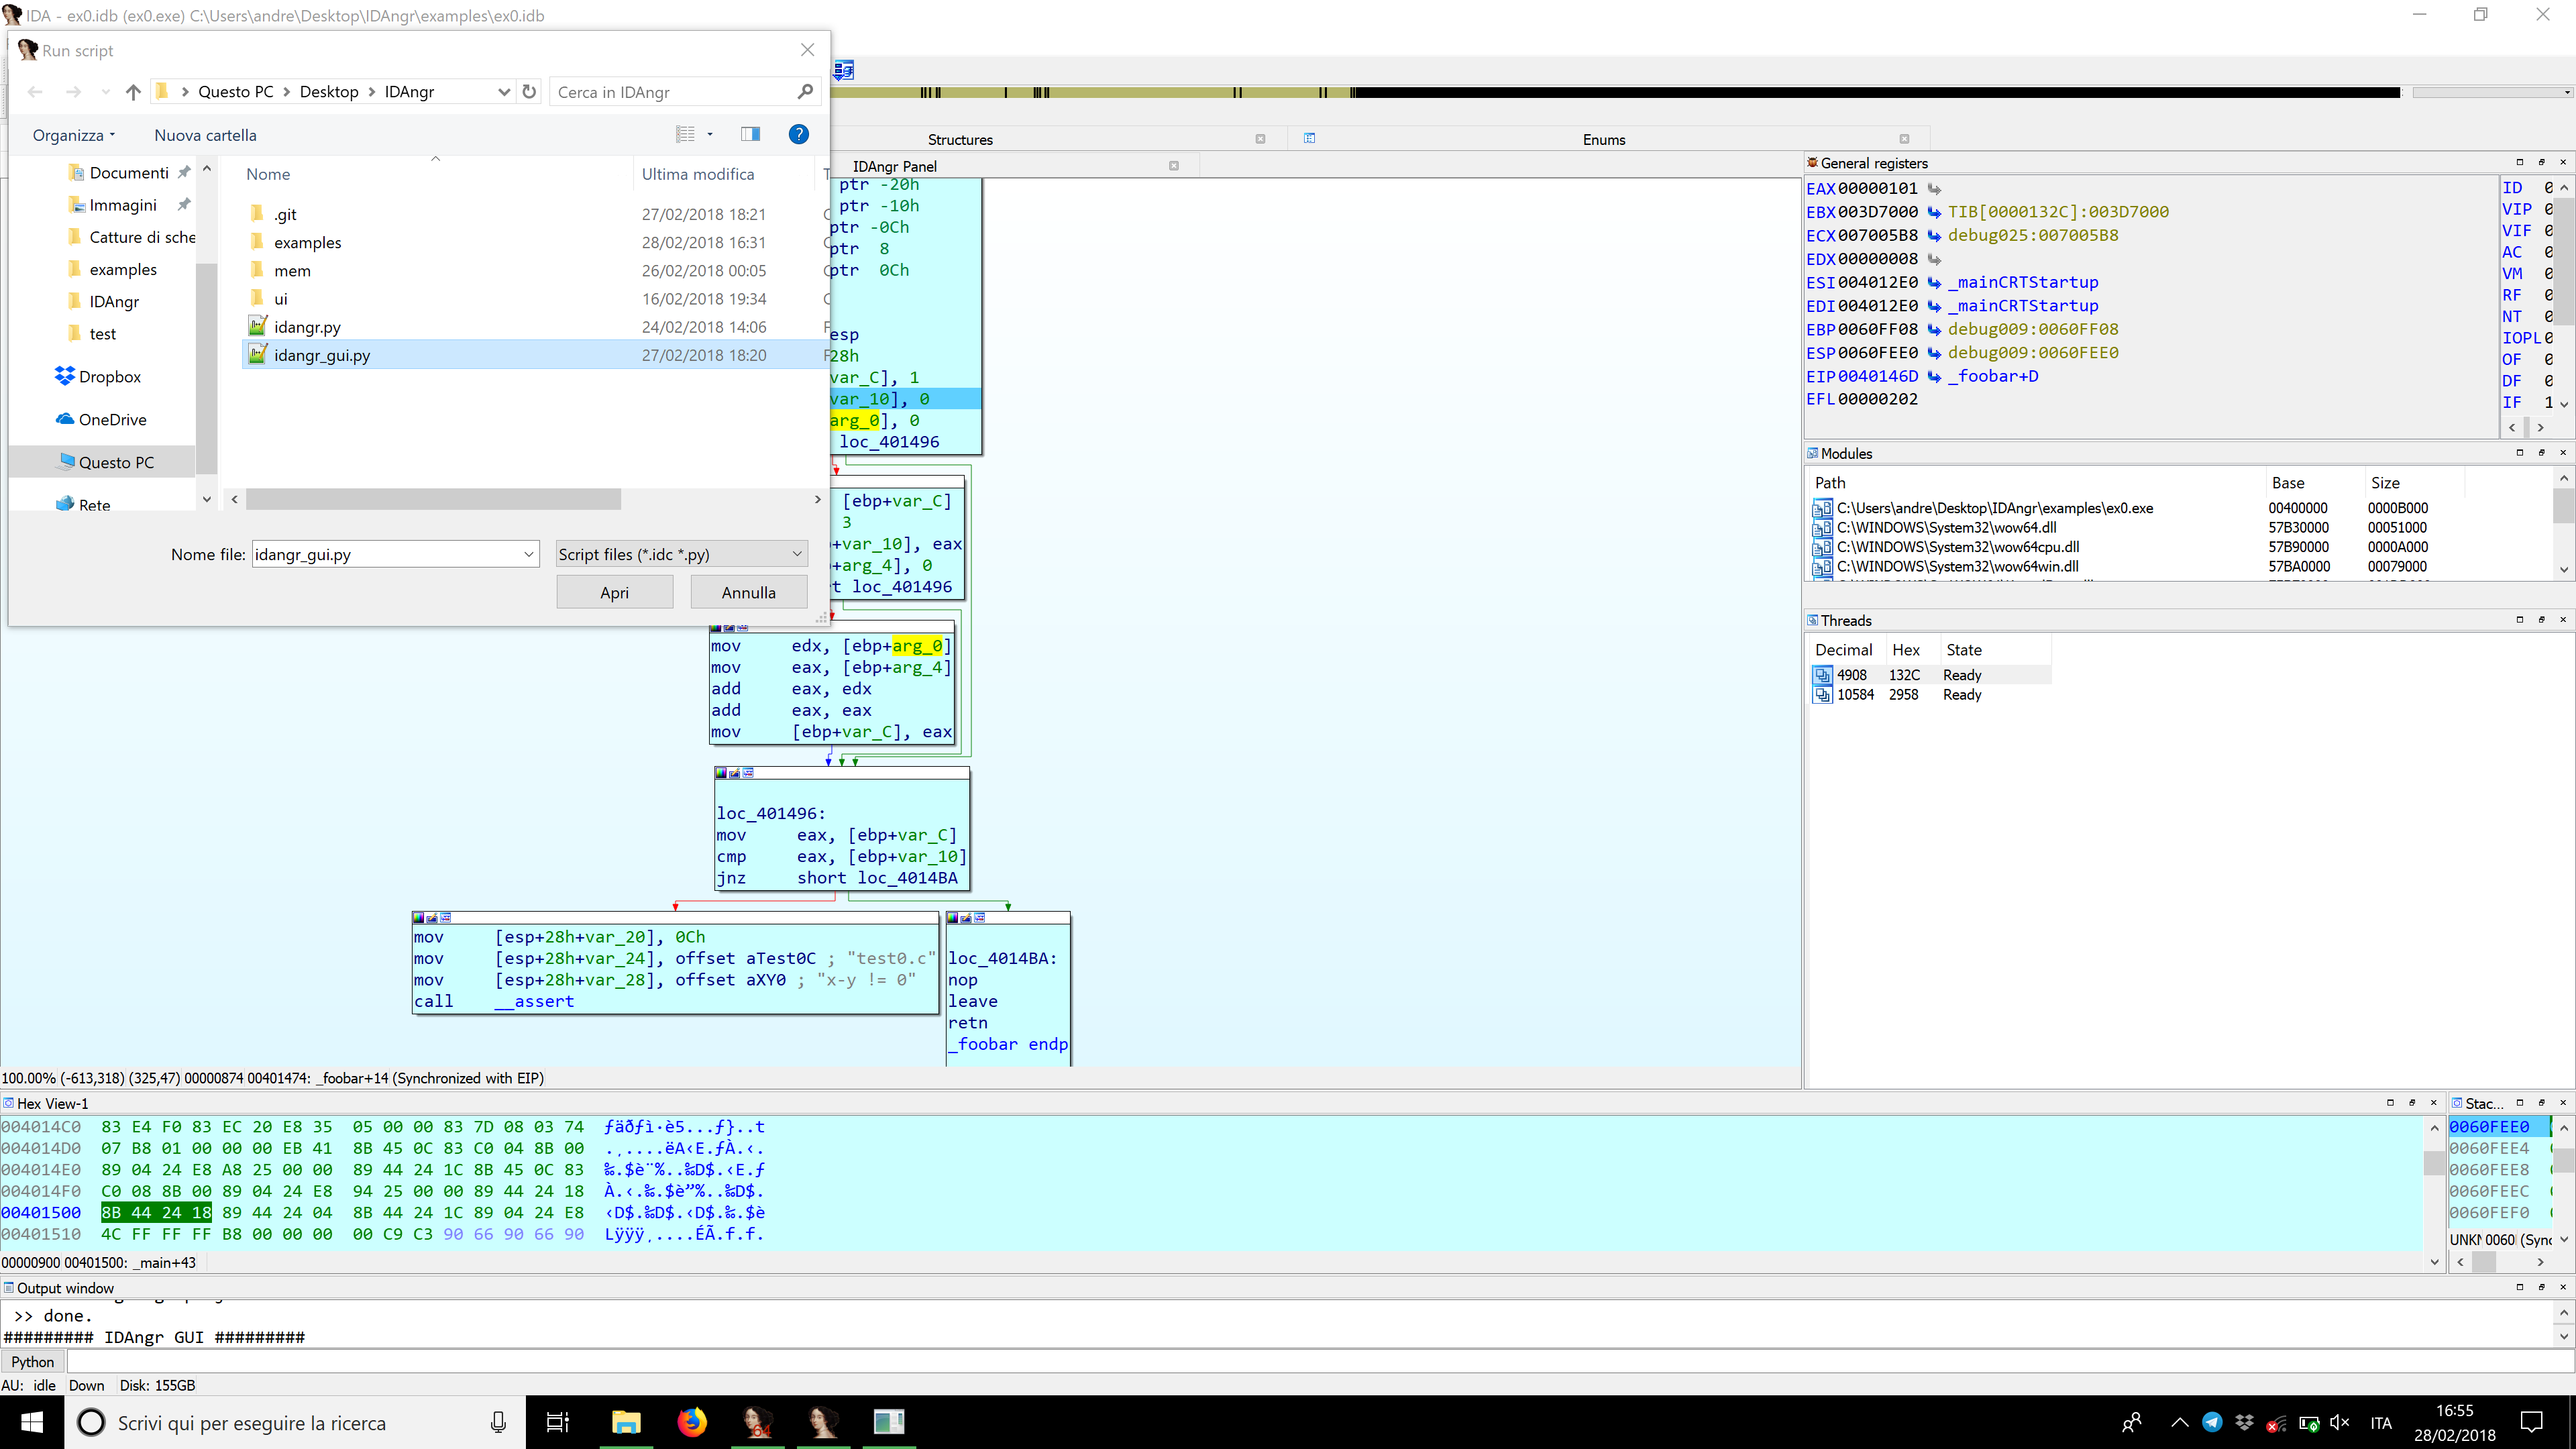 IDA - ex0.idb (ex0.exe) C:\Users\andre\Desktop\IDAngr\examples\ex0.idb
Run script
Questo PC > Desktop > IDAngr
Cerca in IDAngr
Organizza
Nuova cartella
Documenti
Immagini
Catture di sche
examples
IDAngr
test
Dropbox
OneDrive
Questo PC
Rete
Nome
Ultima modifica
.git 27/02/2018 18:21
examples 28/02/2018 16:31
mem 26/02/2018 00:05
ui 16/02/2018 19:34
idangr.py 24/02/2018 14:06
idangr_gui.py 27/02/2018 18:20
Nome file: idangr_gui.py
Script files (*.idc *.py)
Apri
Annulla
Structures
Enums
IDAngr Panel
ptr -20h
ptr -10h
ptr -0Ch
ptr 8
ptr 0Ch
esp
28h
var_C], 1
var_10], 0
arg_0], 0
loc_401496
[ebp+var_C]
3
+var_10], eax
+arg_4], 0
t loc_401496
mov edx, [ebp+arg_0]
mov eax, [ebp+arg_4]
add eax, edx
add eax, eax
mov [ebp+var_C], eax
loc_401496:
mov eax, [ebp+var_C]
cmp eax, [ebp+var_10]
jnz short loc_4014BA
mov [esp+28h+var_20], 0Ch
mov [esp+28h+var_24], offset aTest0C ; "test0.c"
mov [esp+28h+var_28], offset aXY0 ; "x-y != 0"
call __assert
loc_4014BA:
nop
leave
retn
_foobar endp
100.00% (-613,318) (325,47) 00000874 00401474: _foobar+14 (Synchronized with EIP)
General registers
EAX 00000101
EBX 003D7000 TIB[0000132C]:003D7000
ECX 007005B8 debug025:007005B8
EDX 00000008
ESI 004012E0 _mainCRTStartup
EDI 004012E0 _mainCRTStartup
EBP 0060FF08 debug009:0060FF08
ESP 0060FEE0 debug009:0060FEE0
EIP 0040146D _foobar+D
EFL 00000202
ID 0
VIP 0
VIF 0
AC 0
VM 0
RF 0
NT 0
IOPL 0
OF 0
DF 0
IF 1
Modules
Path Base Size
C:\Users\andre\Desktop\IDAngr\examples\ex0.exe 00400000 0000B000
C:\WINDOWS\System32\wow64.dll 57B30000 00051000
C:\WINDOWS\System32\wow64cpu.dll 57B90000 0000A000
C:\WINDOWS\System32\wow64win.dll 57BA0000 00079000
Threads
Decimal Hex State
4908 132C Ready
10584 2958 Ready
Hex View-1
004014C0 83 E4 F0 83 EC 20 E8 35 05 00 00 83 7D 08 03 74 ƒäðƒì·è5...ƒ}..t
004014D0 07 B8 01 00 00 00 EB 41 8B 45 0C 83 C0 04 8B 00 .¸....ëA‹E.ƒÀ.‹.
004014E0 89 04 24 E8 A8 25 00 00 89 44 24 1C 8B 45 0C 83 ‰.$è¨%..‰D$.‹E.ƒ
004014F0 C0 08 8B 00 89 04 24 E8 94 25 00 00 89 44 24 18 À.‹.‰.$è”%..‰D$.
00401500 8B 44 24 18 89 44 24 04 8B 44 24 1C 89 04 24 E8 ‹D$.‰D$.‹D$.‰.$è
00401510 4C FF FF FF B8 00 00 00 00 C9 C3 90 66 90 66 90 Lÿÿÿ¸....ÉÃ.f.f.
00000900 00401500: _main+43
Stac...
0060FEE0
0060FEE4
0060FEE8
0060FEEC
0060FEF0
UNKN 0060 (Sync
Output window
>> done.
######### IDAngr GUI #########
Python
AU: idle Down Disk: 155GB
Scrivi qui per eseguire la ricerca
64
ITA
16:55
28/02/2018